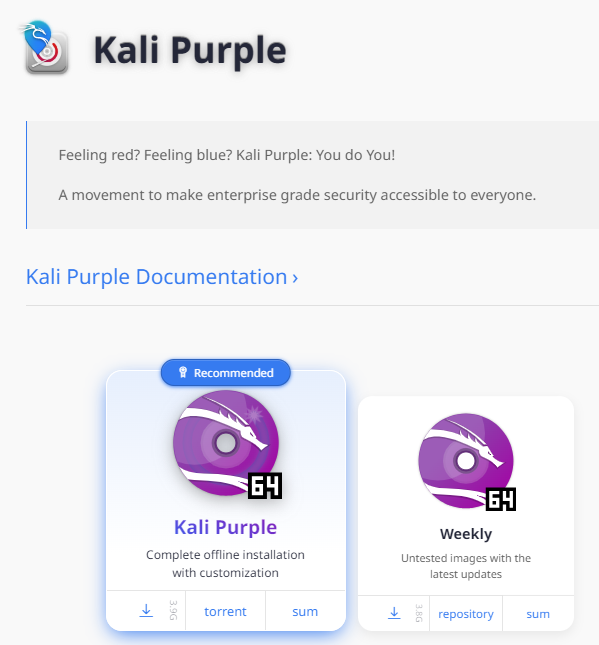 Kali Purple
Feeling red? Feeling blue? Kali Purple: You do You!
A movement to make enterprise grade security accessible to everyone.
Kali Purple Documentation ›
Recommended
64
Kali Purple
Complete offline installation
with customization
3.9G
torrent
sum
64
Weekly
Untested images with the
latest updates
3.8G
repository
sum